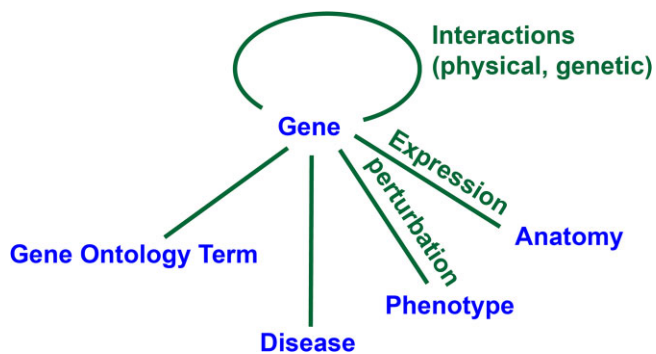 Interactions
(physical, genetic)
Gene
Expression
perturbation
Gene Ontology Term
Anatomy
Phenotype
Disease